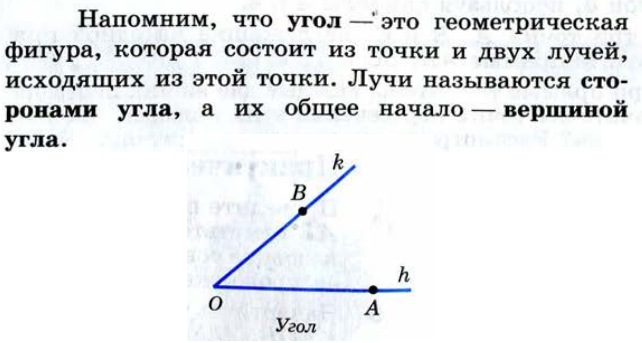 Напомним, что угол — это геометрическая
фигура, которая состоит из точки и двух лучей,
исходящих из этой точки. Лучи называются сто-
ронами угла, а их общее начало — вершиной
угла.
k
B
h
O
A
Угол